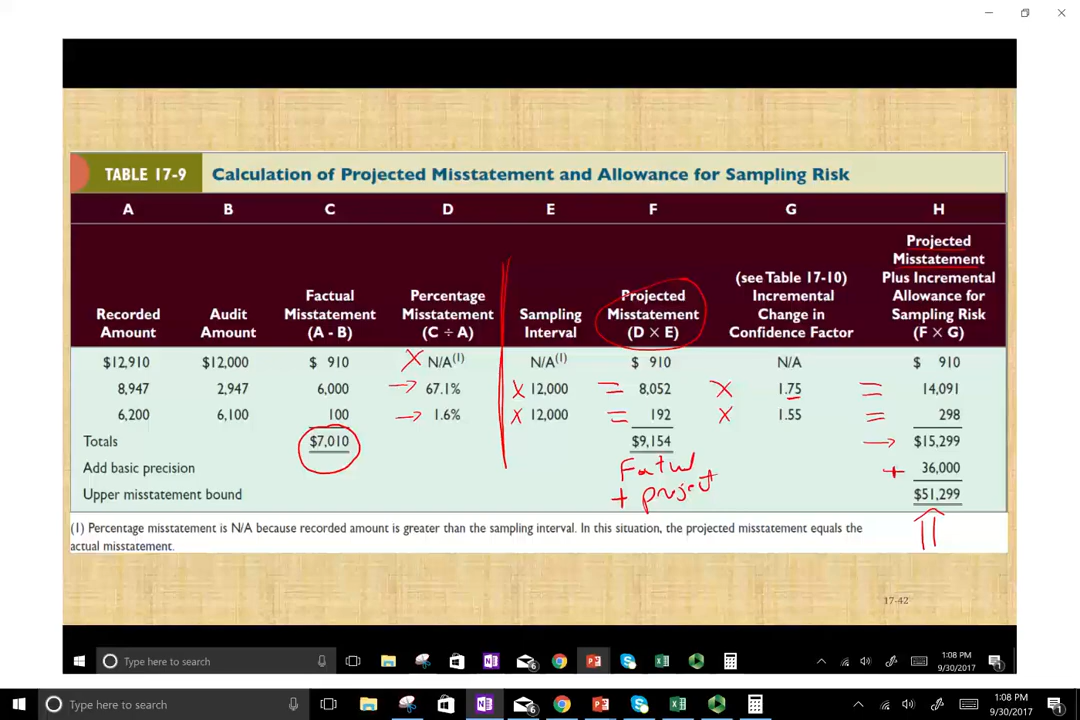 TABLE 17-9 Calculation of Projected Misstatement and Allowance for Sampling Risk
A B C D E F G H
Recorded Amount
Audit Amount
Factual Misstatement (A - B)
Percentage Misstatement (C ÷ A)
Sampling Interval
Projected Misstatement (D × E)
(see Table 17-10) Incremental Change in Confidence Factor
Projected Misstatement Plus Incremental Allowance for Sampling Risk (F × G)
$12,910 $12,000 $ 910 X N/A(1) N/A(1) $ 910 N/A $ 910
8,947 2,947 6,000 → 67.1% X 12,000 = 8,052 X 1.75 = 14,091
6,200 6,100 100 → 1.6% X 12,000 = 192 X 1.55 = 298
Totals $7,010 $9,154 → $15,299
Add basic precision + 36,000
Upper misstatement bound $51,299
Factual
+ project
(1) Percentage misstatement is N/A because recorded amount is greater than the sampling interval. In this situation, the projected misstatement equals the
actual misstatement.
17-42
Type here to search 6 1:08 PM
9/30/2017 1
Type here to search 6 1:08 PM
9/30/2017 1